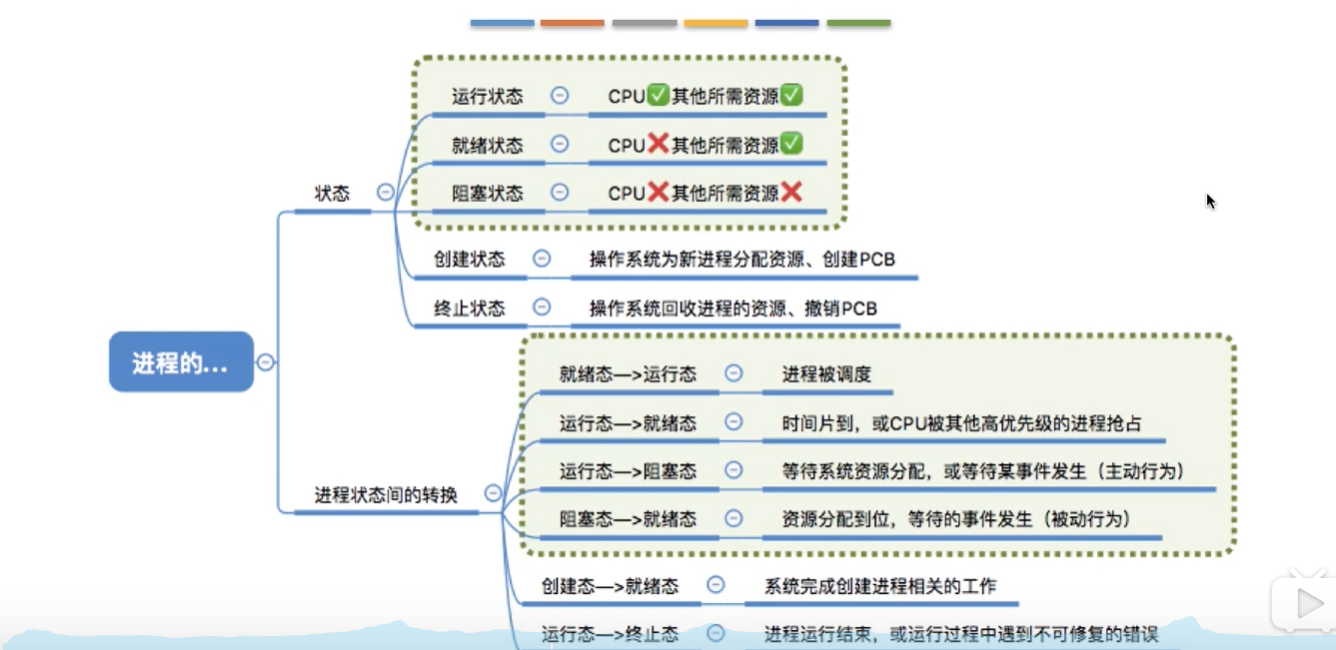 运行状态 CPU✅其他所需资源✅
就绪状态 CPU❌其他所需资源✅
阻塞状态 CPU❌其他所需资源❌
状态
创建状态 操作系统为新进程分配资源、创建PCB
终止状态 操作系统回收进程的资源、撤销PCB
进程的...
就绪态—>运行态 进程被调度
运行态—>就绪态 时间片到，或CPU被其他高优先级的进程抢占
运行态—>阻塞态 等待系统资源分配，或等待某事件发生（主动行为）
进程状态间的转换
阻塞态—>就绪态 资源分配到位，等待的事件发生（被动行为）
创建态—>就绪态 系统完成创建进程相关的工作
运行态—>终止态 进程运行结束，或运行过程中遇到不可修复的错误